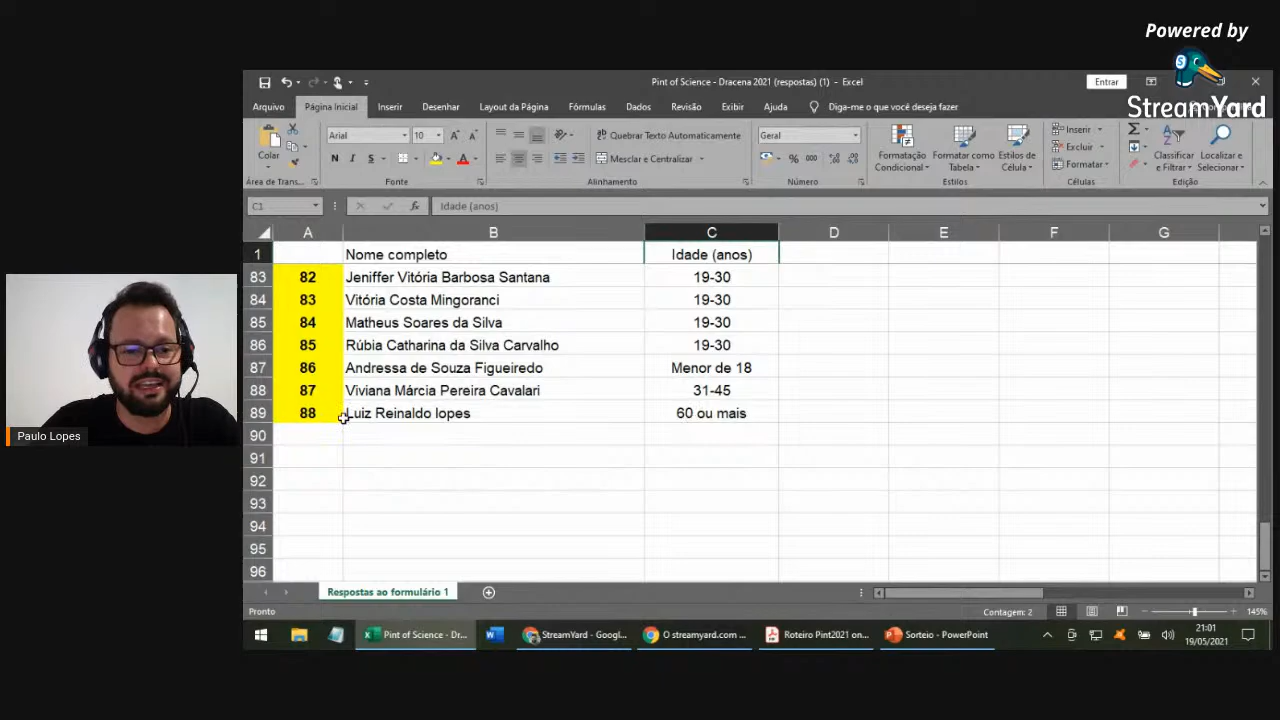 Powered by
StreamYard
Pint of Science - Dracena 2021 (respostas) (1) - Excel
Entrar
Arquivo Página Inicial Inserir Desenhar Layout da Página Fórmulas Dados Revisão Exibir Ajuda Diga-me o que você deseja fazer
Colar
Arial 10
Quebrar Texto Automaticamente
Geral
Formatação Condicional
Formatar como Tabela
Estilos de Célula
Inserir
Excluir
Formatar
Classificar e Filtrar
Localizar e Selecionar
N I S
Mesclar e Centralizar
% 000
Área de Trans... Fonte Alinhamento Número Estilos Células Edição
C1 fx Idade (anos)
A B C D E F G
1 Nome completo Idade (anos)
83 82 Jeniffer Vitória Barbosa Santana 19-30
84 83 Vitória Costa Mingoranci 19-30
85 84 Matheus Soares da Silva 19-30
86 85 Rúbia Catharina da Silva Carvalho 19-30
87 86 Andressa de Souza Figueiredo Menor de 18
88 87 Viviana Márcia Pereira Cavalari 31-45
89 88 Luiz Reinaldo lopes 60 ou mais
90
91
92
93
94
95
96
Paulo Lopes
Respostas ao formulário 1
Pronto Contagem: 2 145%
Pint of Science - Dr... StreamYard - Googl... O streamyard.com ... Roteiro Pint2021 on... Sorteio - PowerPoint
21:01
19/05/2021